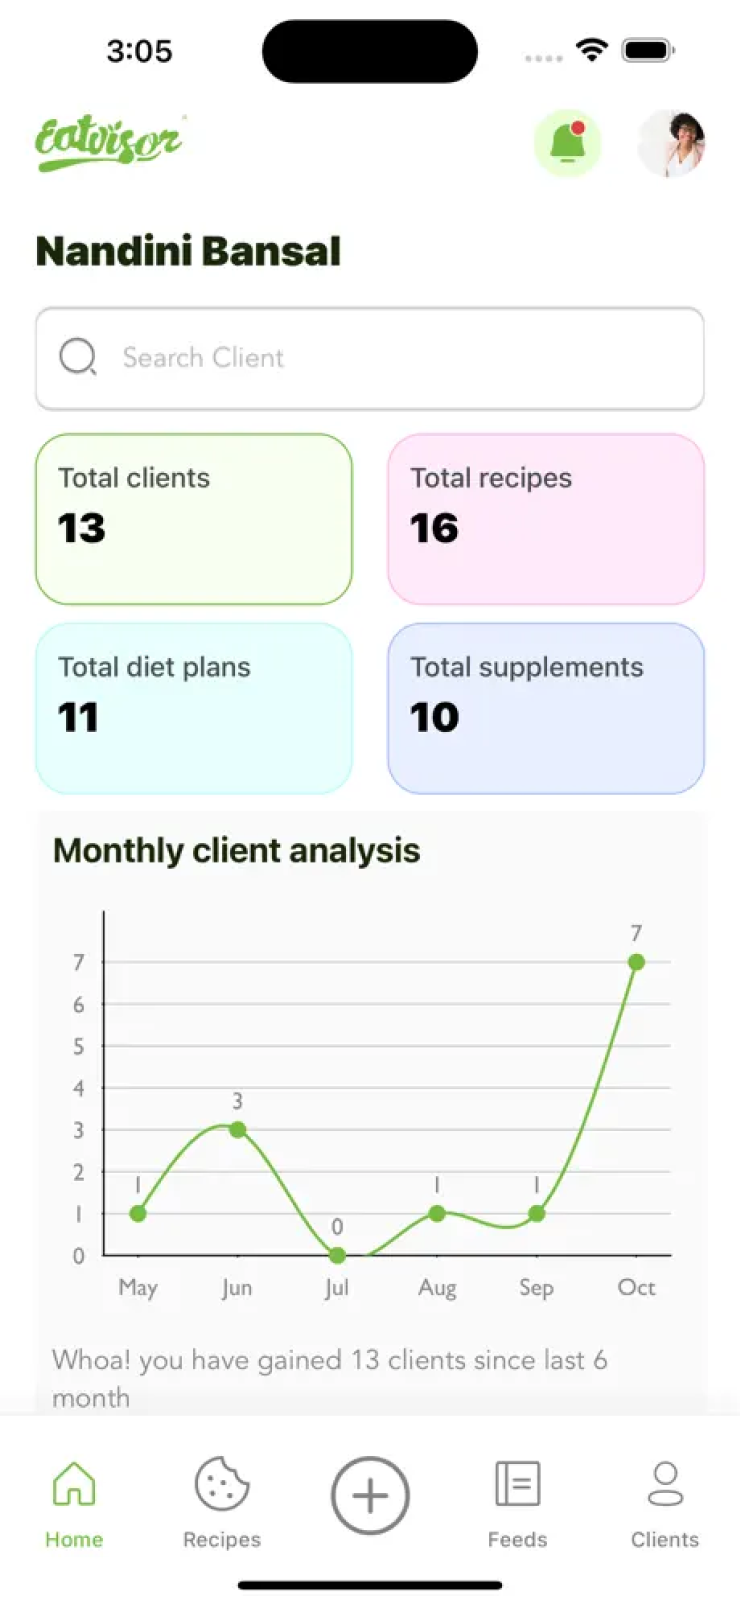 3:05
Eatvisor
Nandini Bansal
Search Client
Total clients
13
Total recipes
16
Total diet plans
11
Total supplements
10
Monthly client analysis
7
7
6
5
4
3
3
2
1
1
1
1
0
0
May Jun Jul Aug Sep Oct
Whoa! you have gained 13 clients since last 6
month
Home Recipes Feeds Clients